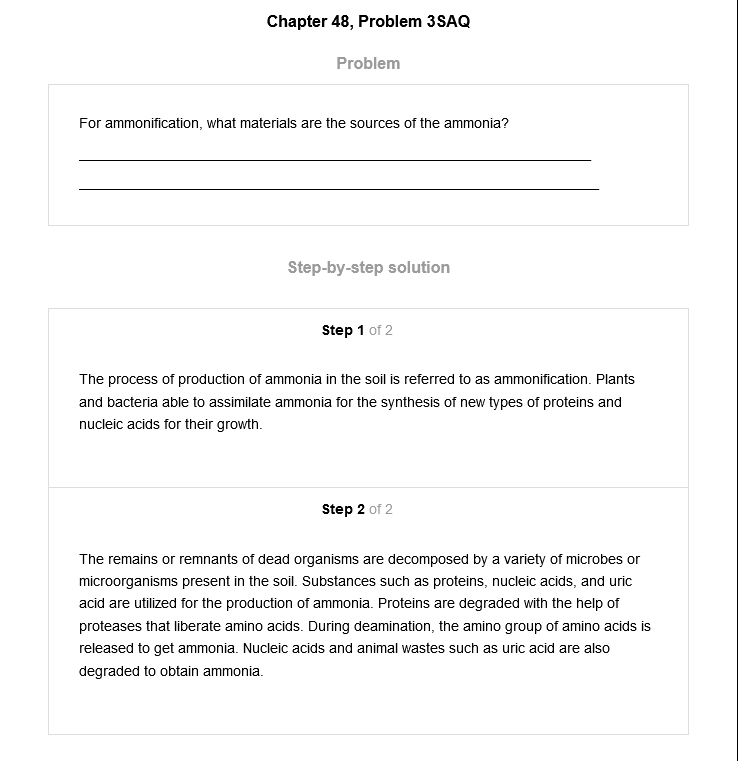 Chapter 48, Problem 3SAQ
Problem
For ammonification, what materials are the sources of the ammonia?
Step-by-step solution
Step 1 of 2
The process of production of ammonia in the soil is referred to as ammonification. Plants
and bacteria able to assimilate ammonia for the synthesis of new types of proteins and
nucleic acids for their growth.
Step 2 of 2
The remains or remnants of dead organisms are decomposed by a variety of microbes or
microorganisms present in the soil. Substances such as proteins, nucleic acids, and uric
acid are utilized for the production of ammonia. Proteins are degraded with the help of
proteases that liberate amino acids. During deamination, the amino group of amino acids is
released to get ammonia. Nucleic acids and animal wastes such as uric acid are also
degraded to obtain ammonia.